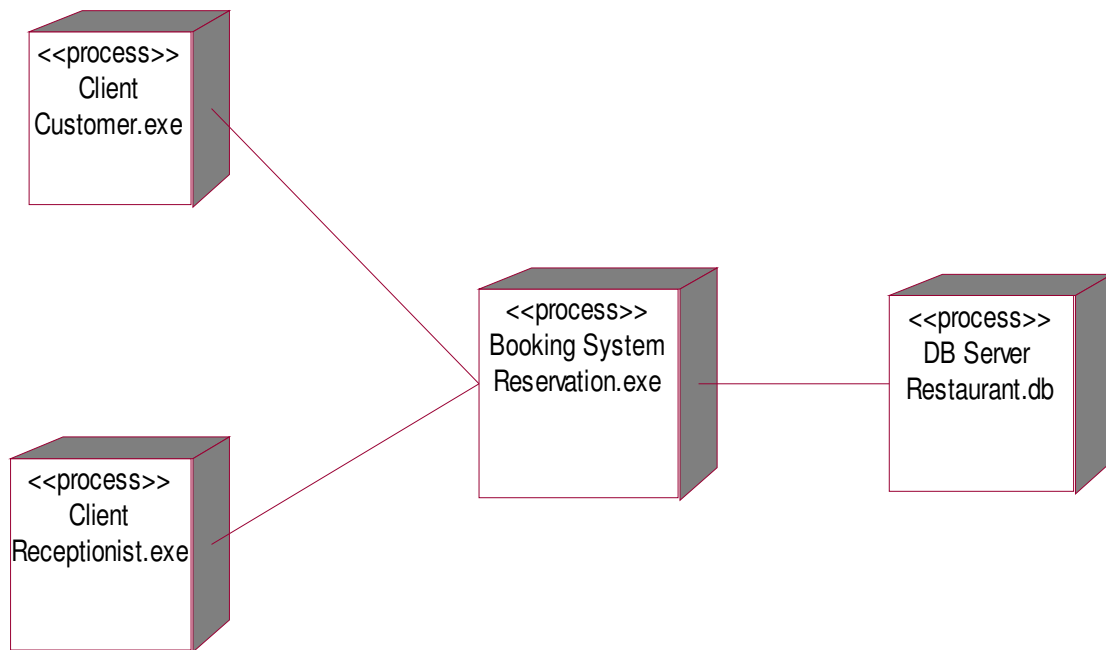 <<process>>
Client
Customer.exe
<<process>>
Booking System
Reservation.exe
<<process>>
DB Server
Restaurant.db
<<process>>
Client
Receptionist.exe